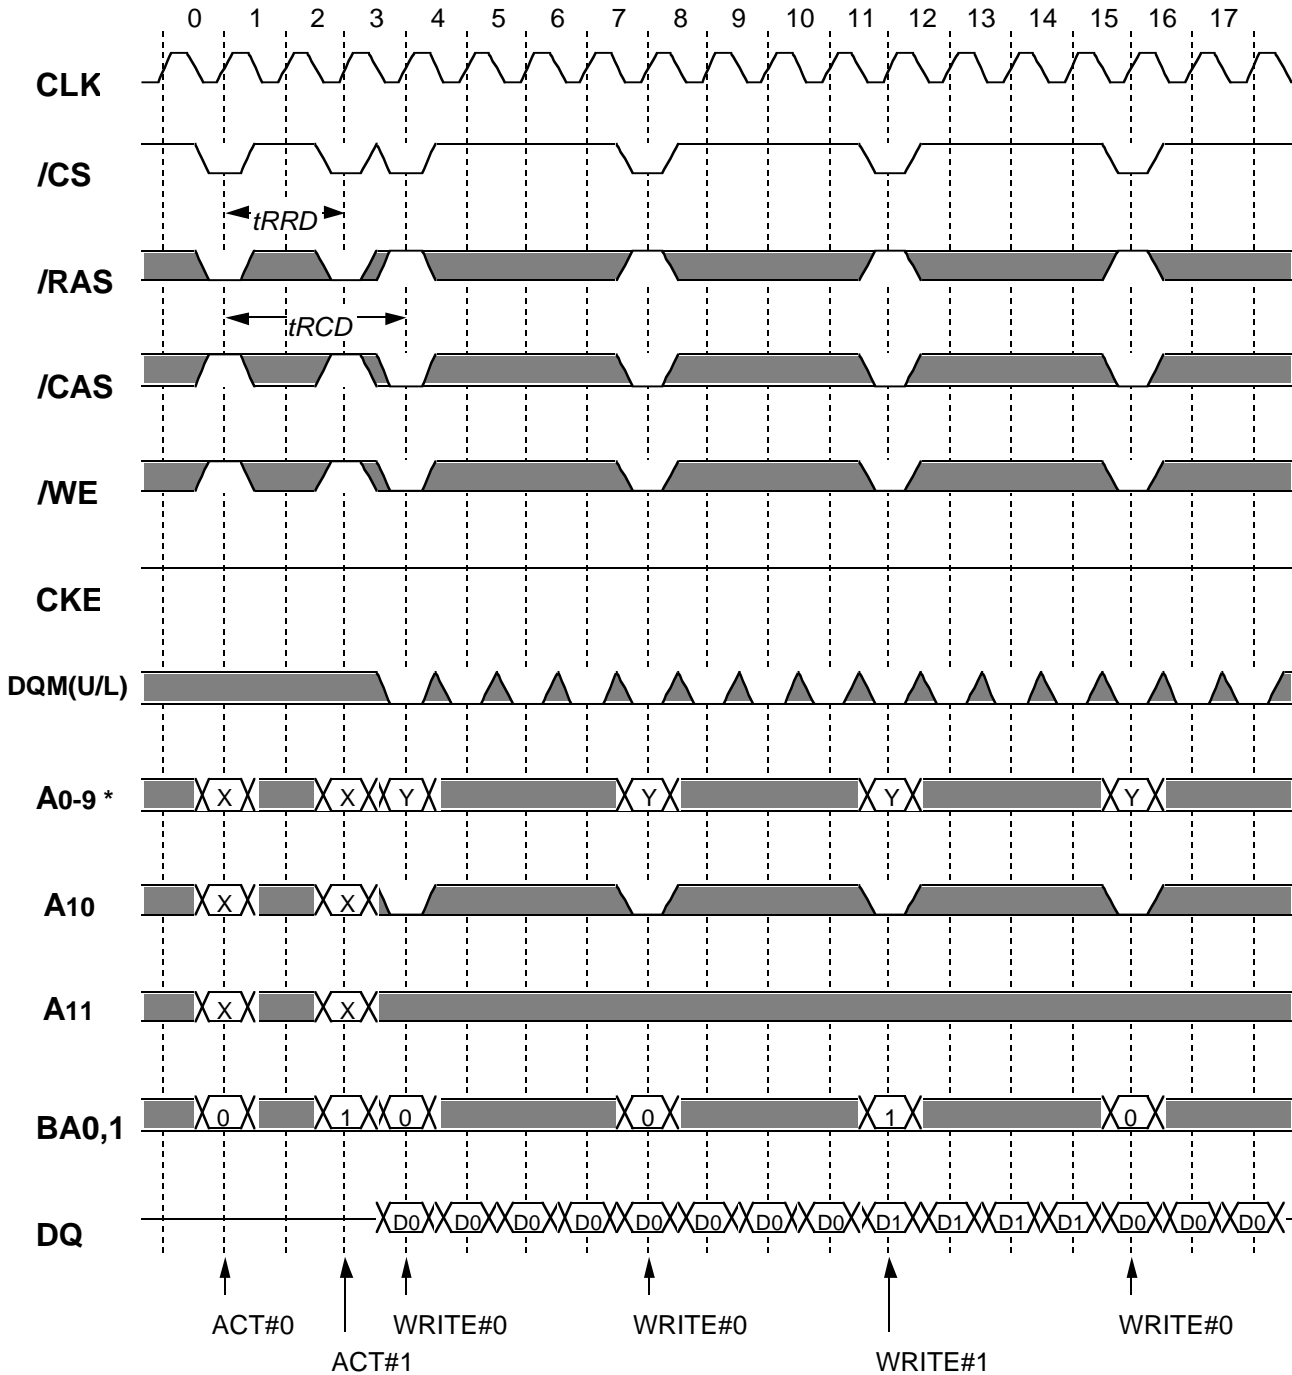 0 1 2 3 4 5 6 7 8 9 10 11 12 13 14 15 16 17
CLK
/CS
tRRD
/RAS
tRCD
/CAS
/WE
CKE
DQM(U/L)
A0-9 * X X Y Y Y Y
A10 X X
A11 X X
BA0,1 0 1 0 0 1 0
DQ D0 D0 D0 D0 D0 D0 D0 D0 D1 D1 D1 D1 D0 D0 D0
ACT#0 WRITE#0 WRITE#0 WRITE#0
ACT#1 WRITE#1